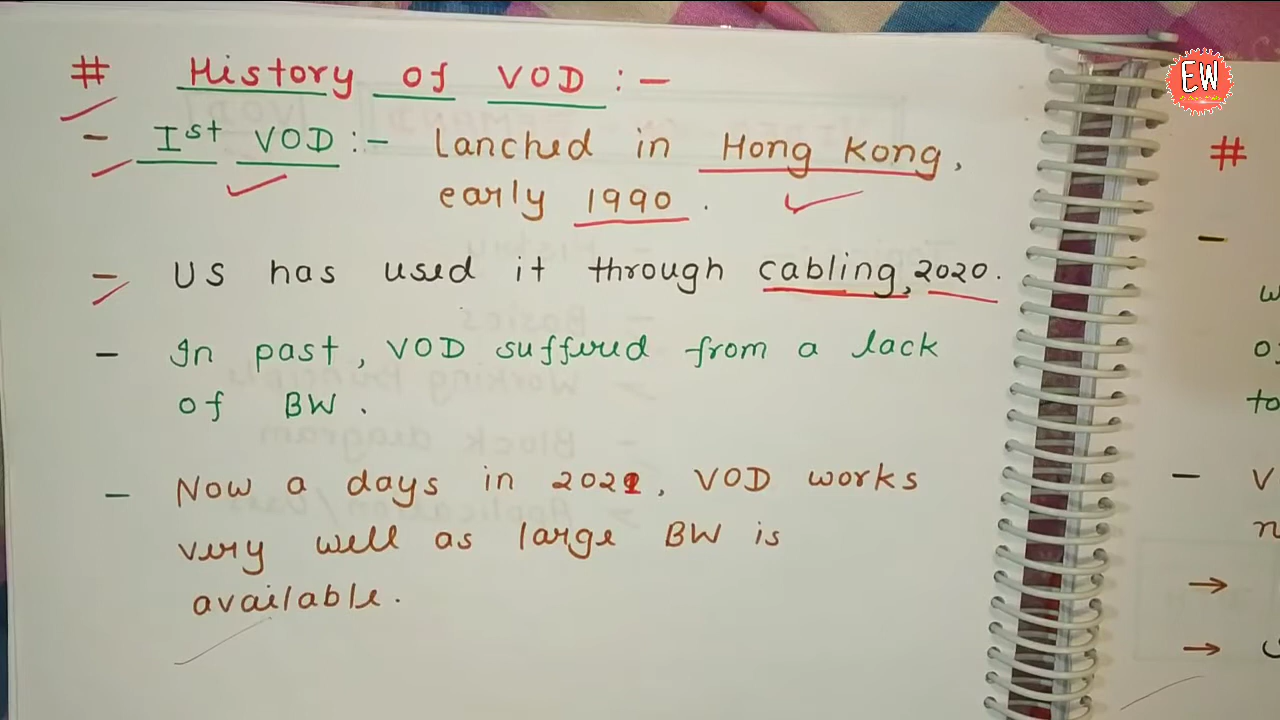 # History of VOD :-
- Ist VOD :- Lanched in Hong Kong,
early 1990.
- US has used it through cabling, 2020.
- In past, VOD suffered from a lack
of BW.
- Now a days in 2021, VOD works
very well as large BW is
available.
EW
#
-
of
to
- V
→
→